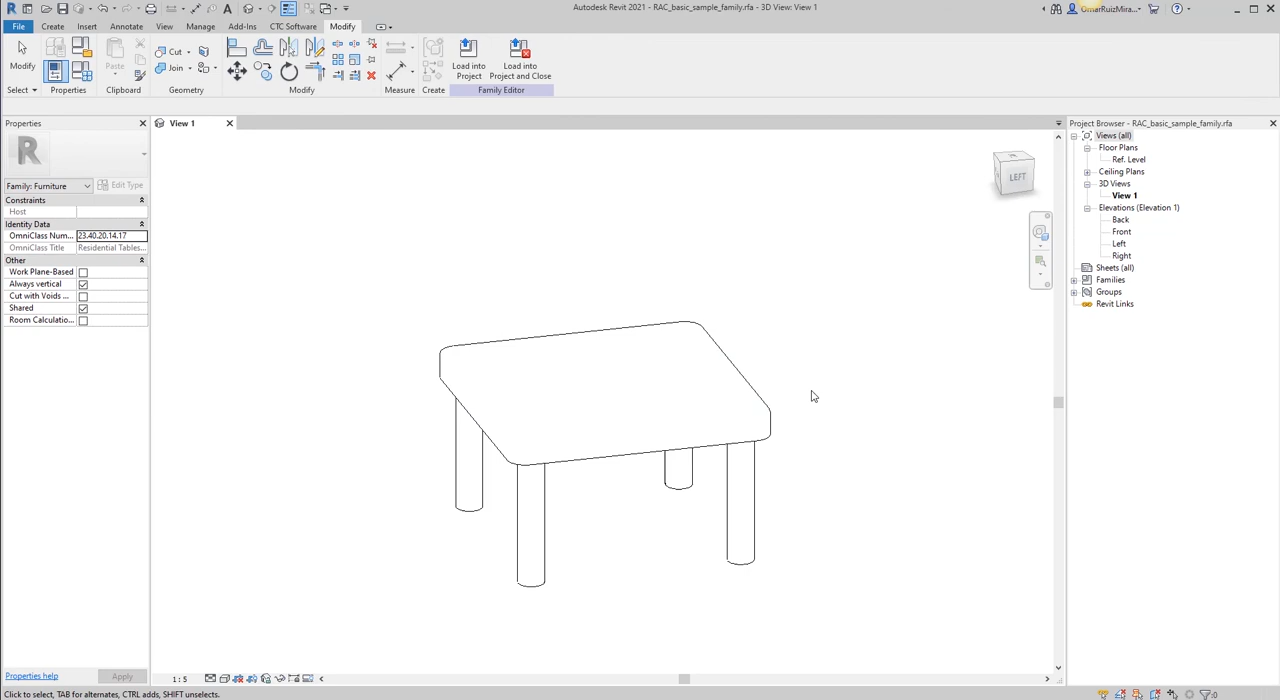 Autodesk Revit 2021 - RAC_basic_sample_family.rfa - 3D View: View 1
OmarRuizMira...
File Create Insert Annotate View Manage Add-Ins CTC Software Modify
Modify
Paste
Cut
Join
Load into Project
Load into Project and Close
Select Properties Clipboard Geometry Modify Measure Create Family Editor
Properties
View 1
Project Browser - RAC_basic_sample_family.rfa
R
Family: Furniture
Edit Type
Constraints
Host
Identity Data
OmniClass Num... 23.40.20.14.17
OmniClass Title Residential Tables...
Other
Work Plane-Based
Always vertical
Cut with Voids ...
Shared
Room Calculatio...
LEFT
Views (all)
Floor Plans
Ref. Level
Ceiling Plans
3D Views
View 1
Elevations (Elevation 1)
Back
Front
Left
Right
Sheets (all)
Families
Groups
Revit Links
Properties help
Apply
1 : 5
Click to select, TAB for alternates, CTRL adds, SHIFT unselects.
:0